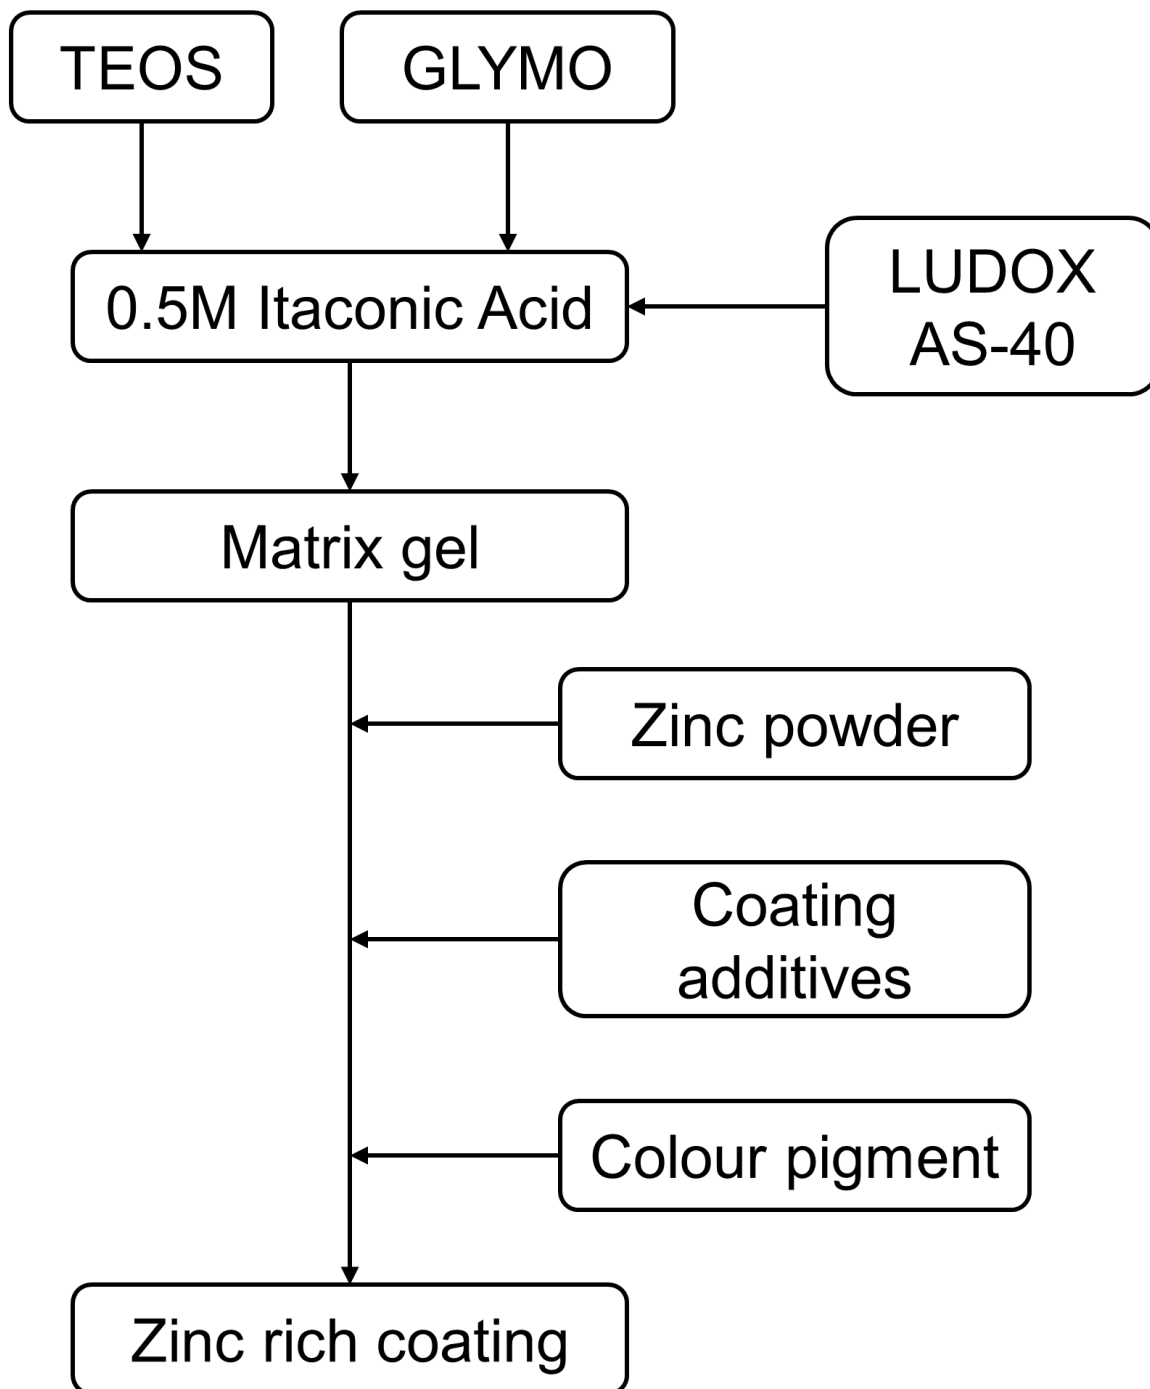 TEOS
GLYMO
0.5M Itaconic Acid
LUDOX
AS-40
Matrix gel
Zinc powder
Coating
additives
Colour pigment
Zinc rich coating